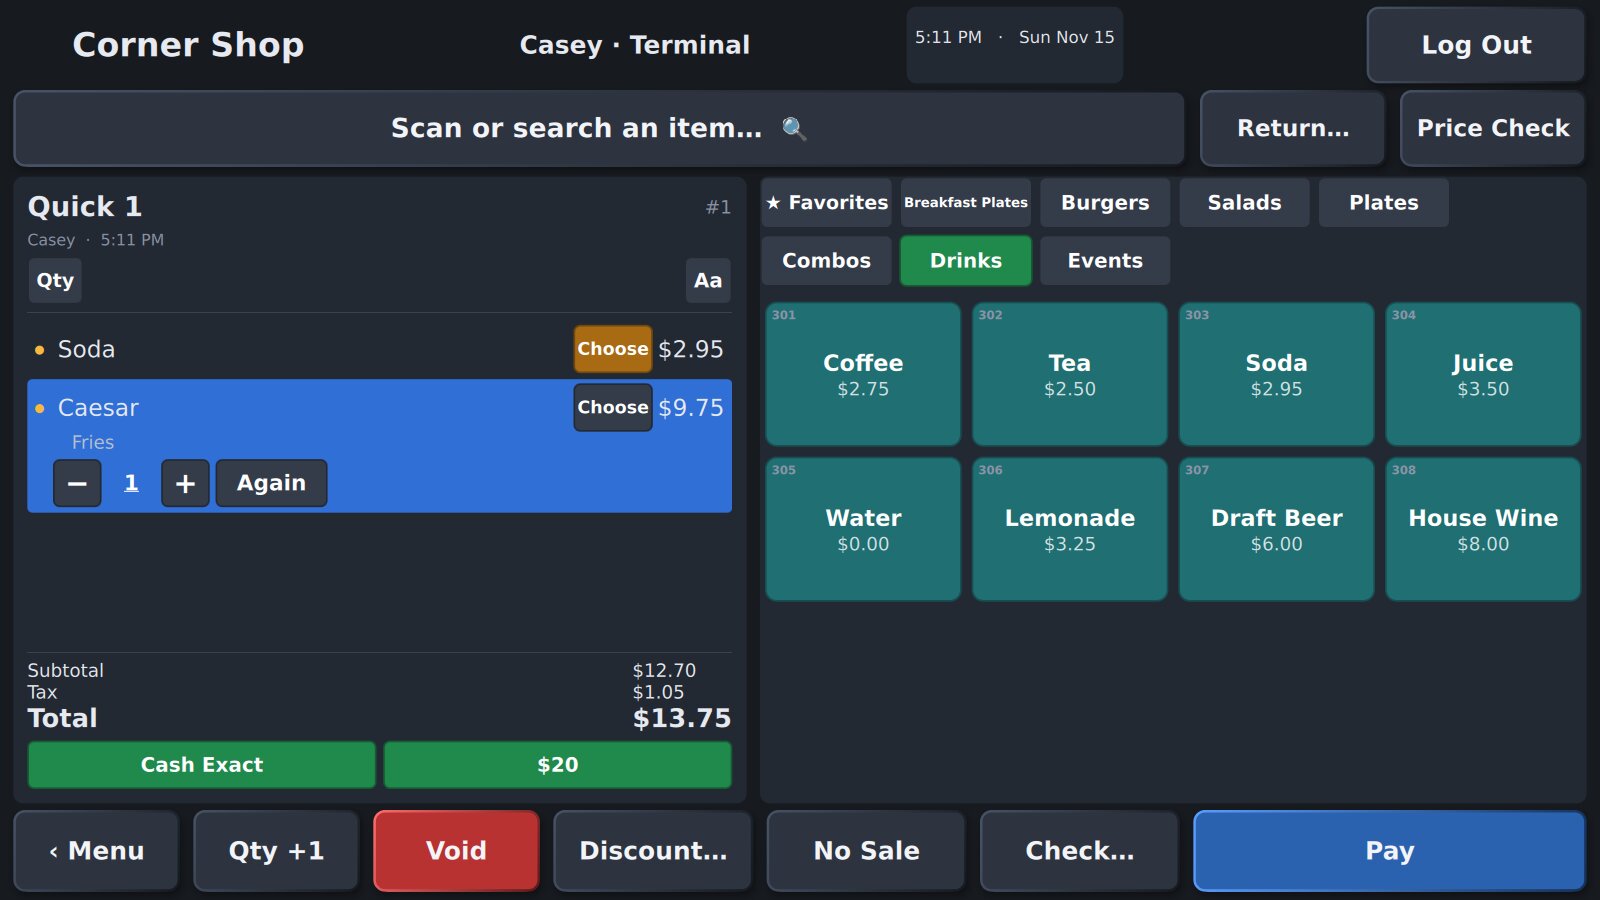 Corner Shop
Casey · Terminal
5:11 PM · Sun Nov 15
Log Out
Scan or search an item… 🔍
Return…
Price Check
Quick 1
#1
Casey · 5:11 PM
Qty
Aa
Soda
Choose
$2.95
Caesar
Choose
$9.75
Fries
−
1
+
Again
Subtotal
$12.70
Tax
$1.05
Total
$13.75
Cash Exact
$20
★ Favorites
Breakfast Plates
Burgers
Salads
Plates
Combos
Drinks
Events
301
Coffee
$2.75
302
Tea
$2.50
303
Soda
$2.95
304
Juice
$3.50
305
Water
$0.00
306
Lemonade
$3.25
307
Draft Beer
$6.00
308
House Wine
$8.00
‹ Menu
Qty +1
Void
Discount…
No Sale
Check…
Pay